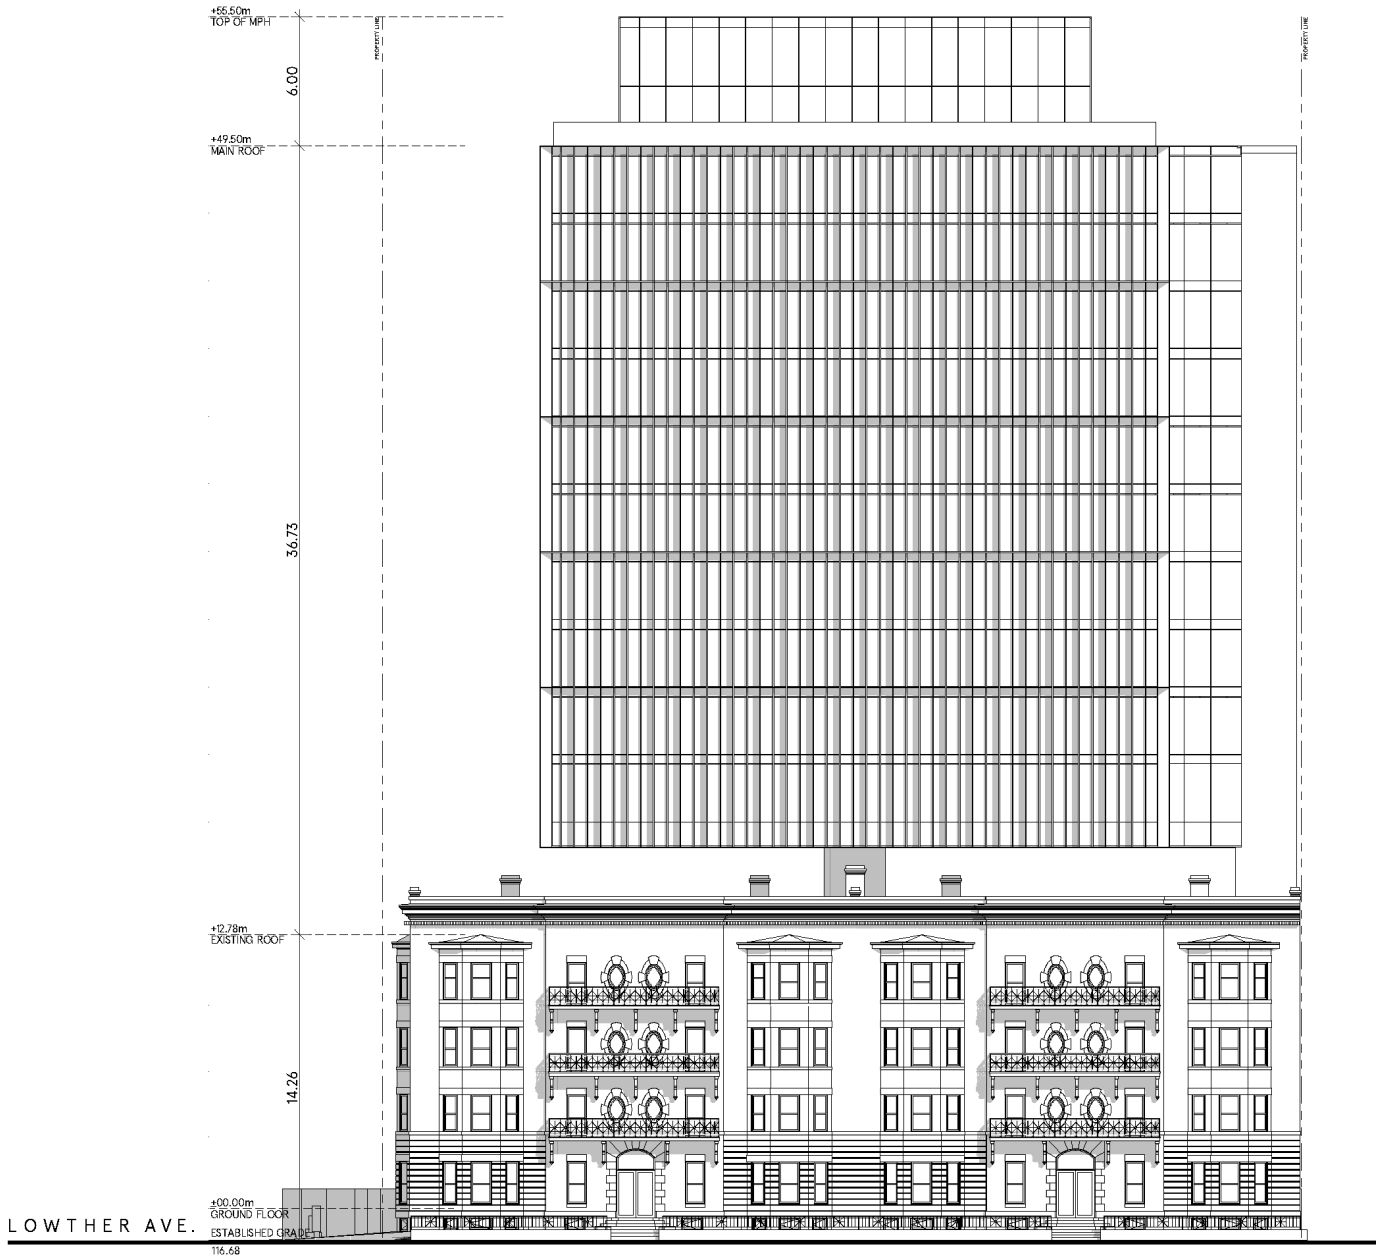 +55.50m
TOP OF MPH
PROPERTY LINE
PROPERTY LINE
6.00
+49.50m
MAIN ROOF
36.73
+12.78m
EXISTING ROOF
14.26
±00.00m
GROUND FLOOR
LOWTHER AVE.
ESTABLISHED GRADE
116.68